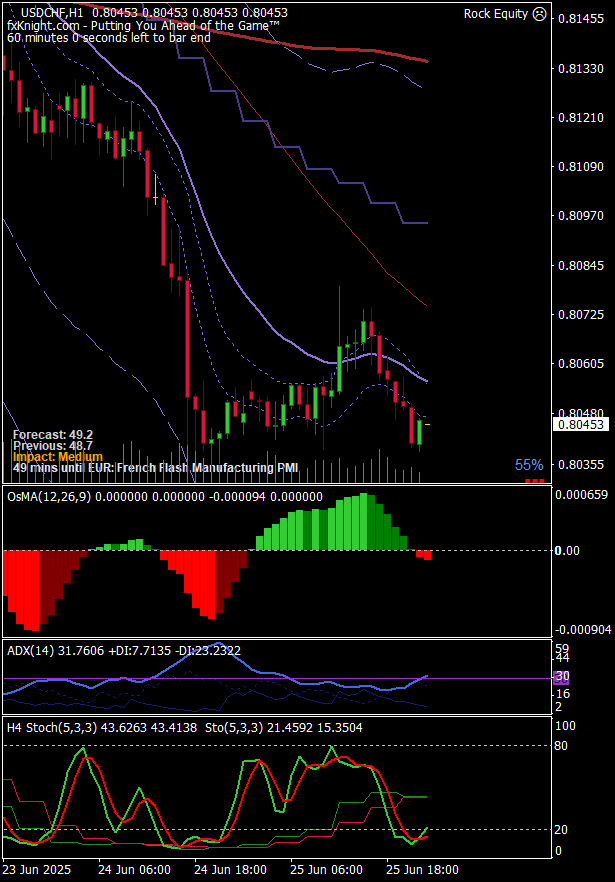 USDCHF,H1 0.80453 0.80453 0.80453 0.80453
Rock Equity
fxKnight.com - Putting You Ahead of the Game™
60 minutes 0 seconds left to bar end
0.81455
0.81330
0.81210
0.81090
0.80970
0.80845
0.80725
0.80605
0.80480
0.80453
0.80355
Forecast: 49.2
Previous: 48.7
Impact: Medium
49 mins until EUR: French Flash Manufacturing PMI
55%
OsMA(12,26,9) 0.000000 0.000000 -0.000094 0.000000
0.000659
0.00
-0.000904
ADX(14) 31.7606 +DI:7.7135 -DI:23.2322
59
44
30
16
2
H4 Stoch(5,3,3) 43.6263 43.4138 Sto(5,3,3) 21.4592 15.3504
100
80
20
0
23 Jun 2025 24 Jun 06:00 24 Jun 18:00 25 Jun 06:00 25 Jun 18:00